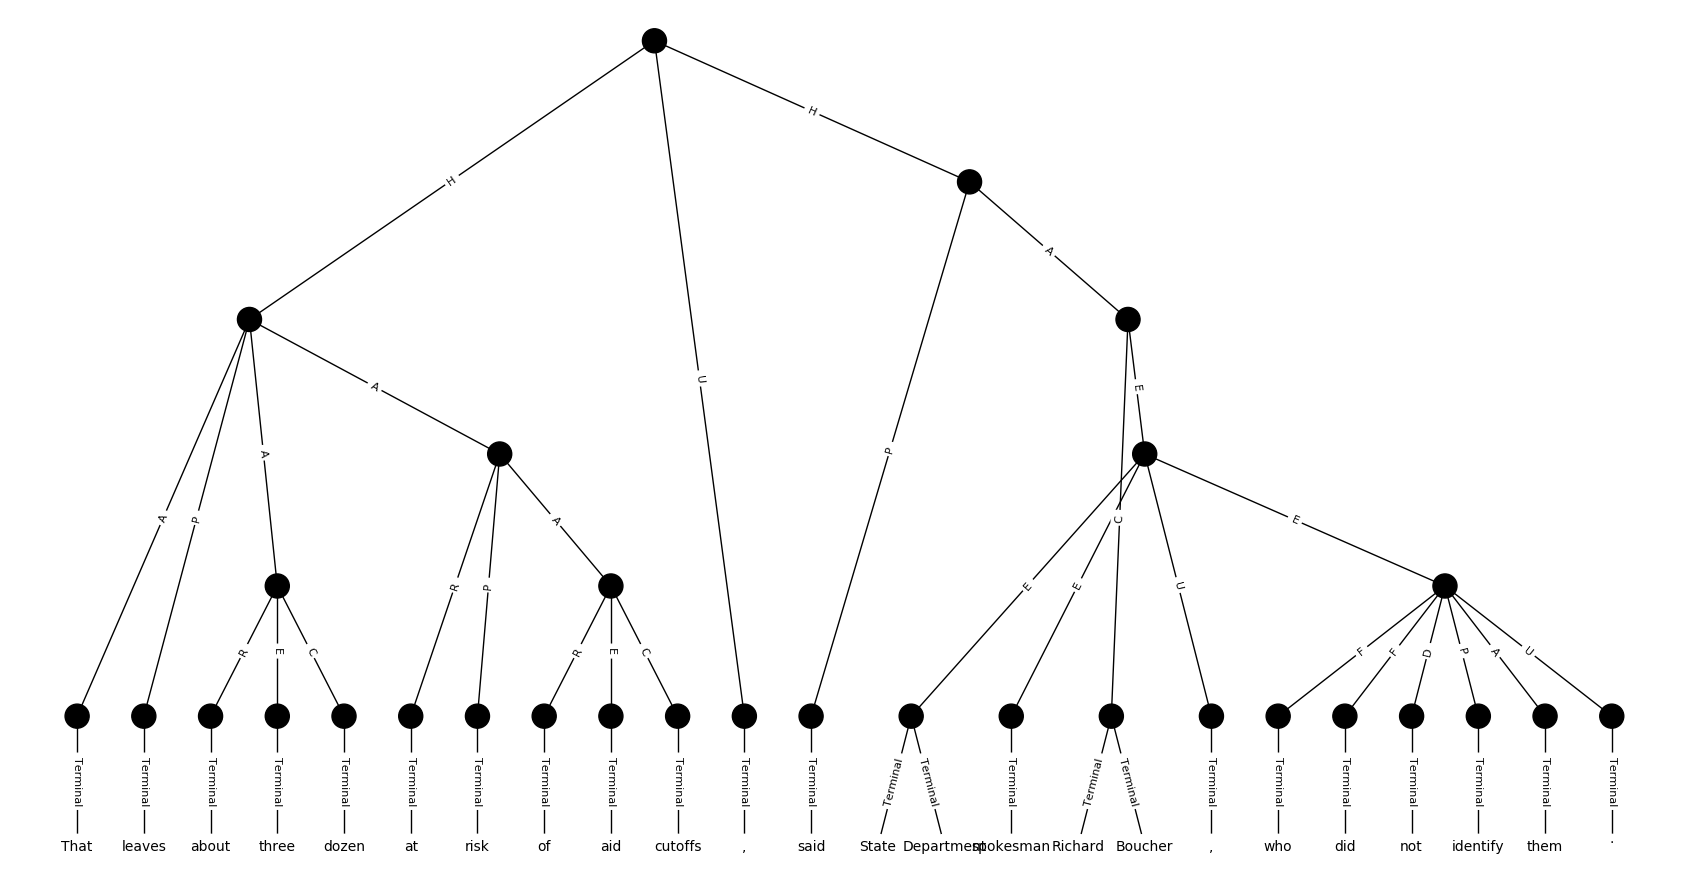 H
H
U
A
P
A
A
P
A
E
R
P
A
C
E
R
E
C
R
E
C
E
E
U
E
F
F
D
P
A
U
Terminal Terminal Terminal Terminal Terminal Terminal Terminal Terminal Terminal Terminal Terminal Terminal Terminal Terminal Terminal Terminal Terminal Terminal Terminal Terminal Terminal Terminal Terminal Terminal
That leaves about three dozen at risk of aid cutoffs , said State Department spokesman Richard Boucher , who did not identify them .